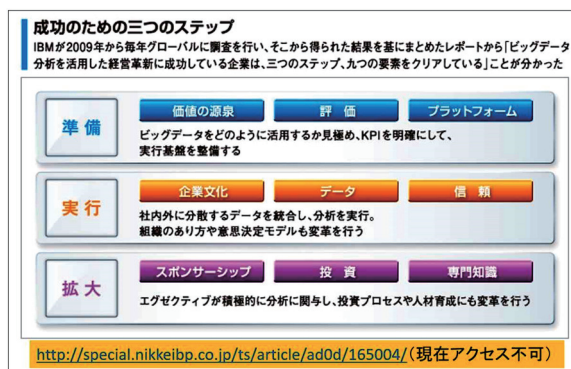 成功のための三つのステップ
IBMが2009年から毎年グローバルに調査を行い、そこから得られた結果を基にまとめたレポートから「ビッグデータ
分析を活用した経営革新に成功している企業は、三つのステップ、九つの要素をクリアしている」ことが分かった
準備
価値の源泉 評価 プラットフォーム
ビッグデータをどのように活用するか見極め、KPIを明確にして、
実行基盤を整備する
実行
企業文化 データ 信頼
社内外に分散するデータを統合し、分析を実行。
組織のあり方や意思決定モデルも変革を行う
拡大
スポンサーシップ 投資 専門知識
エグゼクティブが積極的に分析に関与し、投資プロセスや人材育成にも変革を行う
http://special.nikkeibp.co.jp/ts/article/ad0d/165004/(現在アクセス不可)